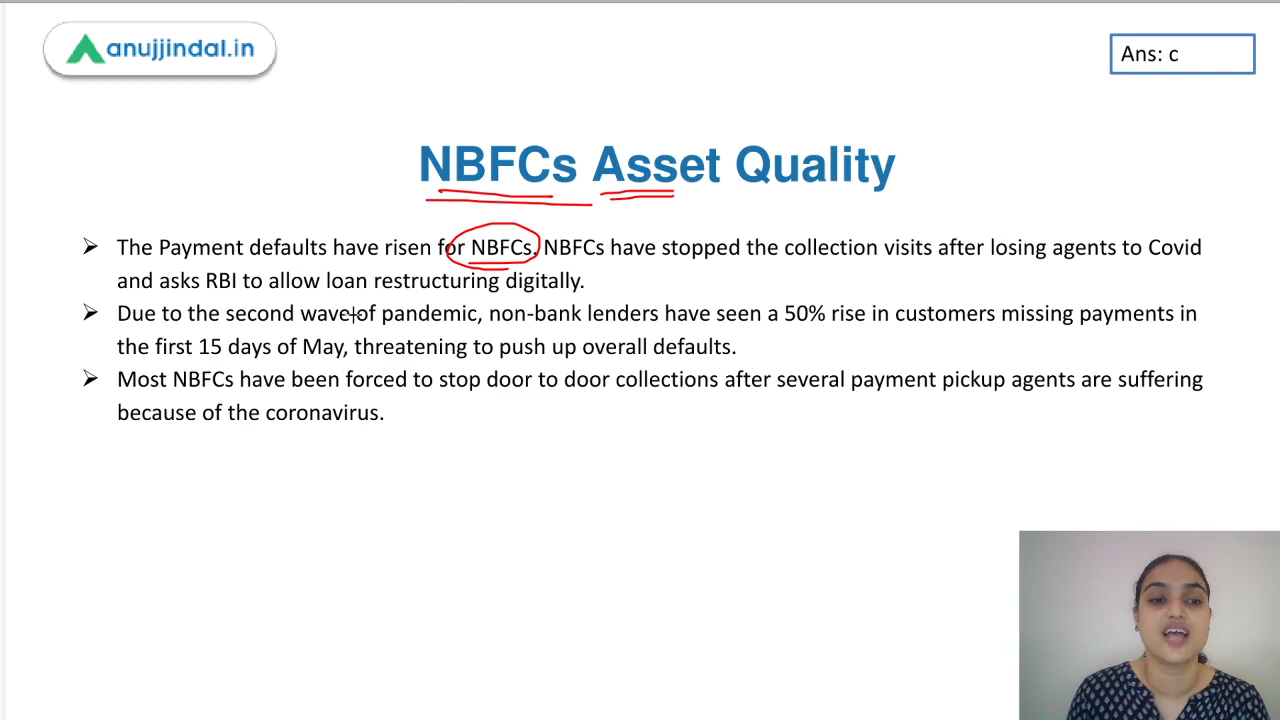 anujjindal.in
Ans: c
NBFCs Asset Quality
➢ The Payment defaults have risen for NBFCs. NBFCs have stopped the collection visits after losing agents to Covid
and asks RBI to allow loan restructuring digitally.
➢ Due to the second wave of pandemic, non-bank lenders have seen a 50% rise in customers missing payments in
the first 15 days of May, threatening to push up overall defaults.
➢ Most NBFCs have been forced to stop door to door collections after several payment pickup agents are suffering
because of the coronavirus.